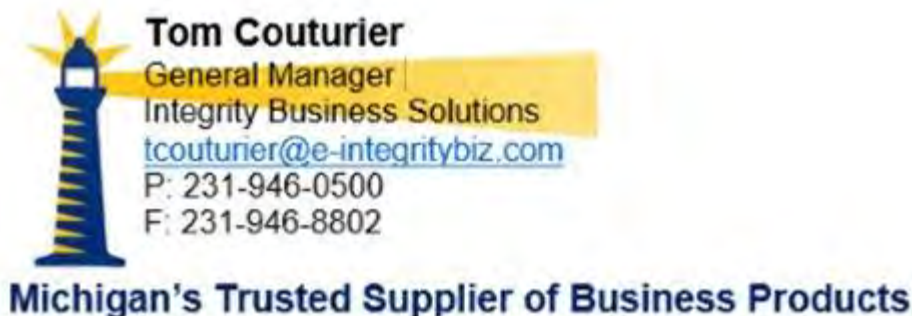 Tom Couturier
General Manager
Integrity Business Solutions
tcouturier@e-integritybiz.com
P: 231-946-0500
F: 231-946-8802
Michigan's Trusted Supplier of Business Products